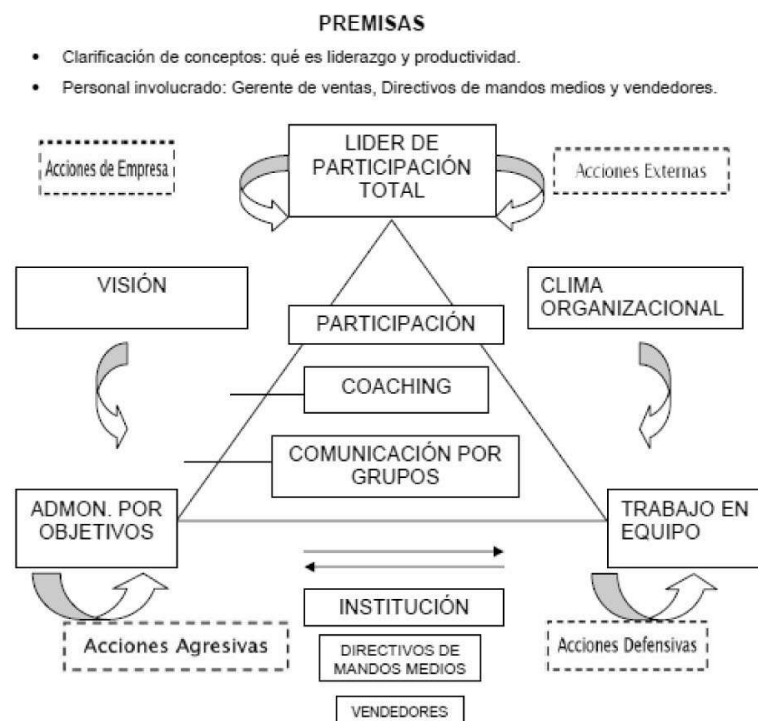 PREMISAS
• Clarificación de conceptos: qué es liderazgo y productividad.
• Personal involucrado: Gerente de ventas, Directivos de mandos medios y vendedores.
LIDER DE
PARTICIPACIÓN
TOTAL
Acciones de Empresa
Acciones Externas
VISIÓN
CLIMA
ORGANIZACIONAL
PARTICIPACIÓN
COACHING
COMUNICACIÓN POR
GRUPOS
ADMON. POR
OBJETIVOS
TRABAJO EN
EQUIPO
INSTITUCIÓN
Acciones Agresivas
Acciones Defensivas
DIRECTIVOS DE
MANDOS MEDIOS
VENDEDORES